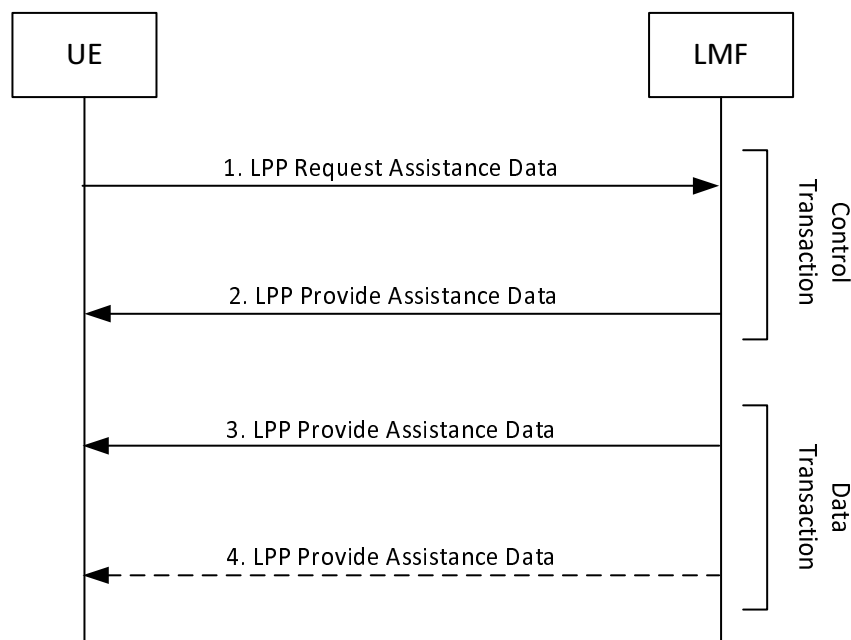 UE
LMF
1. LPP Request Assistance Data
2. LPP Provide Assistance Data
Control
Transaction
3. LPP Provide Assistance Data
4. LPP Provide Assistance Data
Data
Transaction